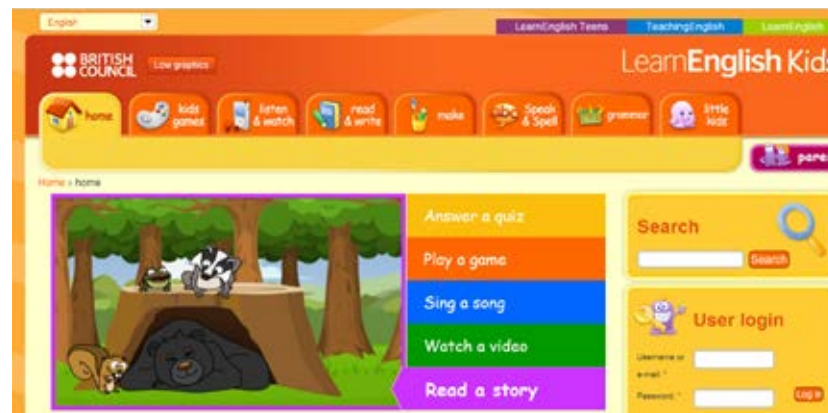 English
LearnEnglish Teens
TeachingEnglish
LearnEnglish
BRITISH
COUNCIL
Low graphics
LearnEnglish Kids
home
kids
games
listen
& watch
read
& write
make
Speak
& Spell
grammar
little
kids
Home › home
Answer a quiz
Play a game
Sing a song
Watch a video
Read a story
Search
Search
User login
Username or
e-mail: *
Password: *
Log in